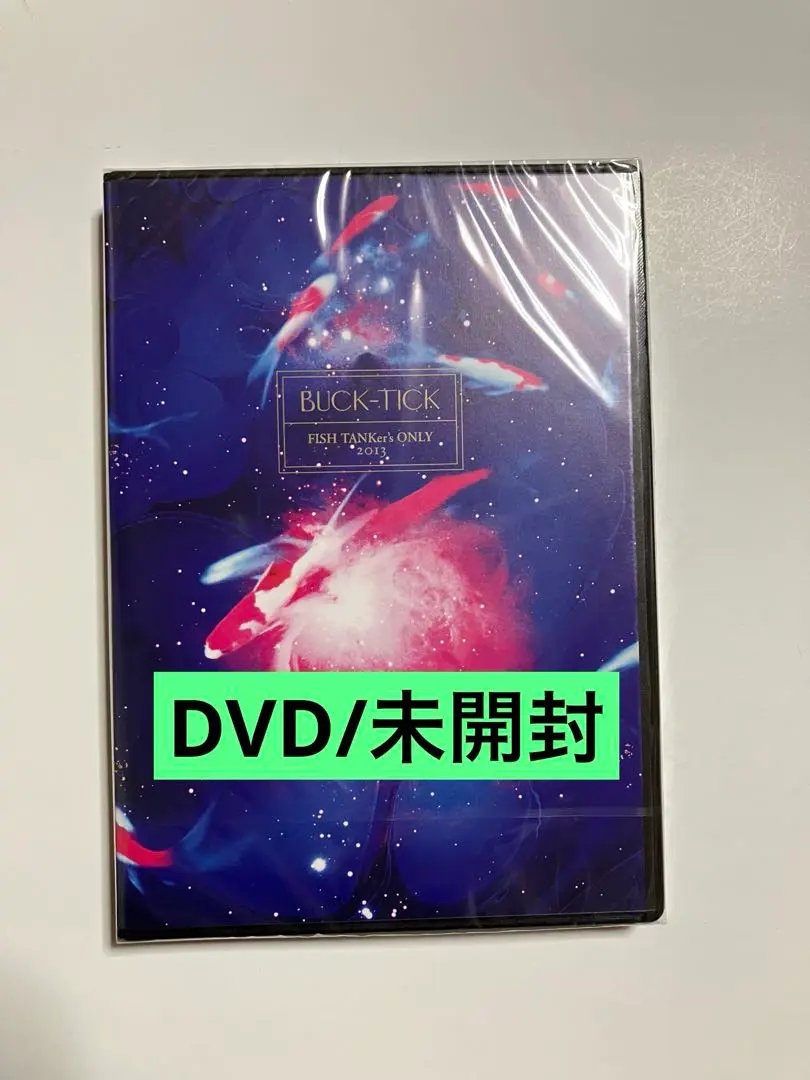 BUCK-TICK
FISH TANKer's ONLY
2013
DVD/未開封